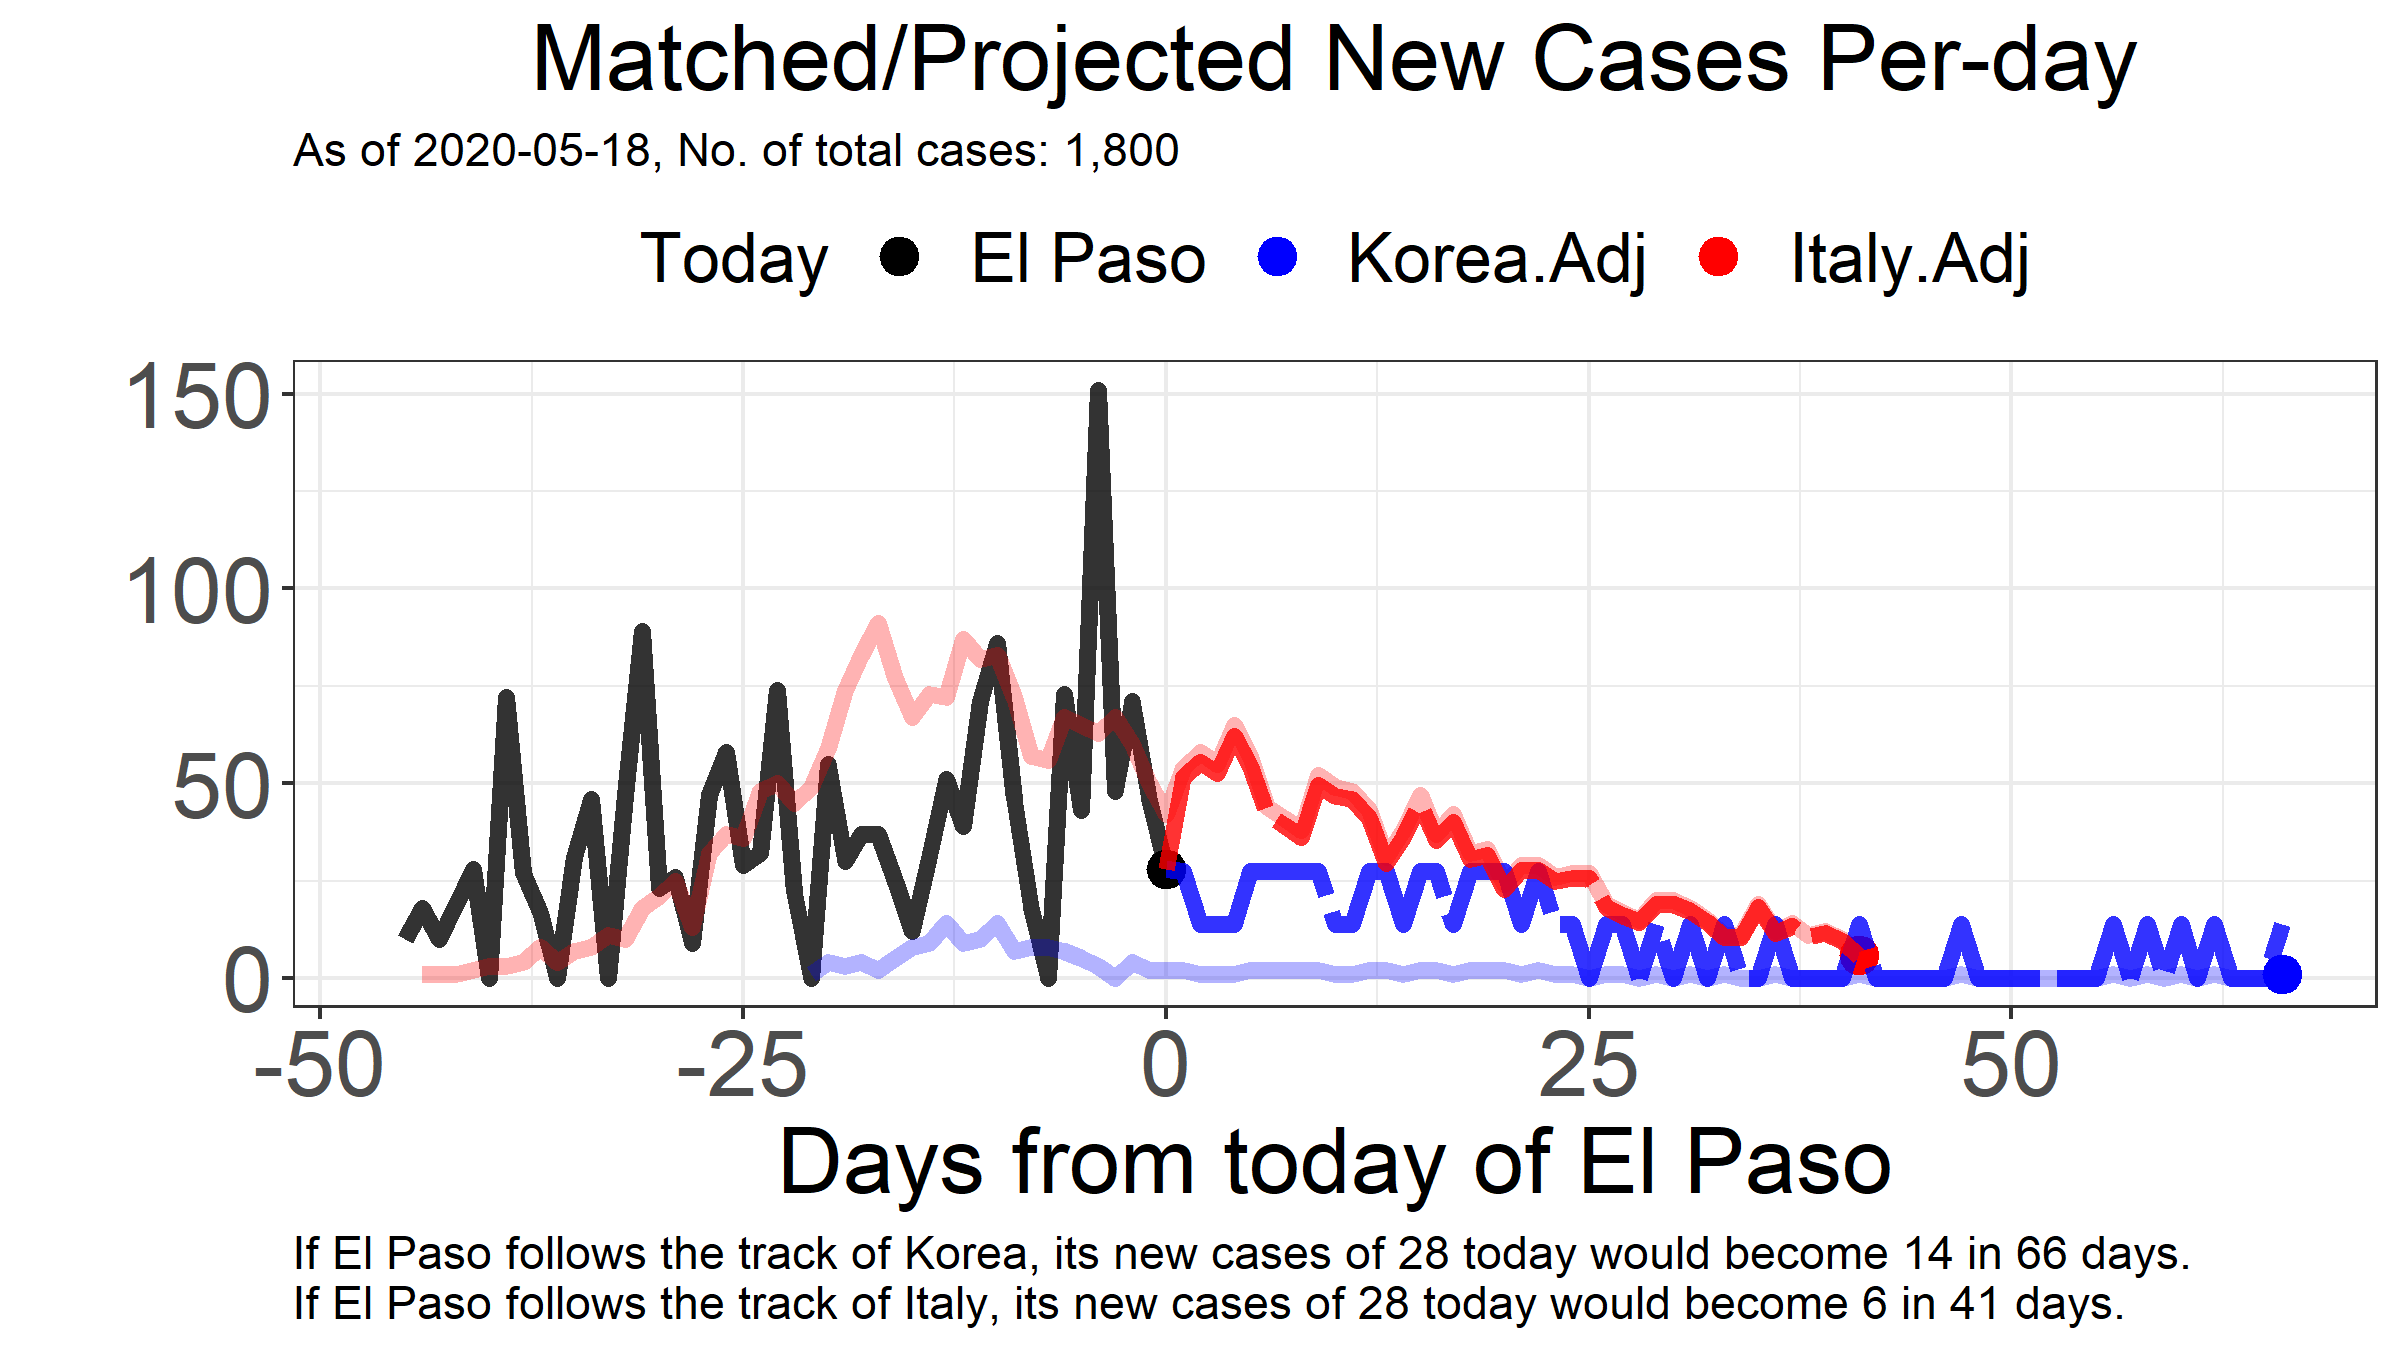 Matched/Projected New Cases Per-day
As of 2020-05-18, No. of total cases: 1,800
Today El Paso Korea.Adj Italy.Adj
150
100
50
0
-50 -25 0 25 50
Days from today of El Paso
If El Paso follows the track of Korea, its new cases of 28 today would become 14 in 66 days.
If El Paso follows the track of Italy, its new cases of 28 today would become 6 in 41 days.